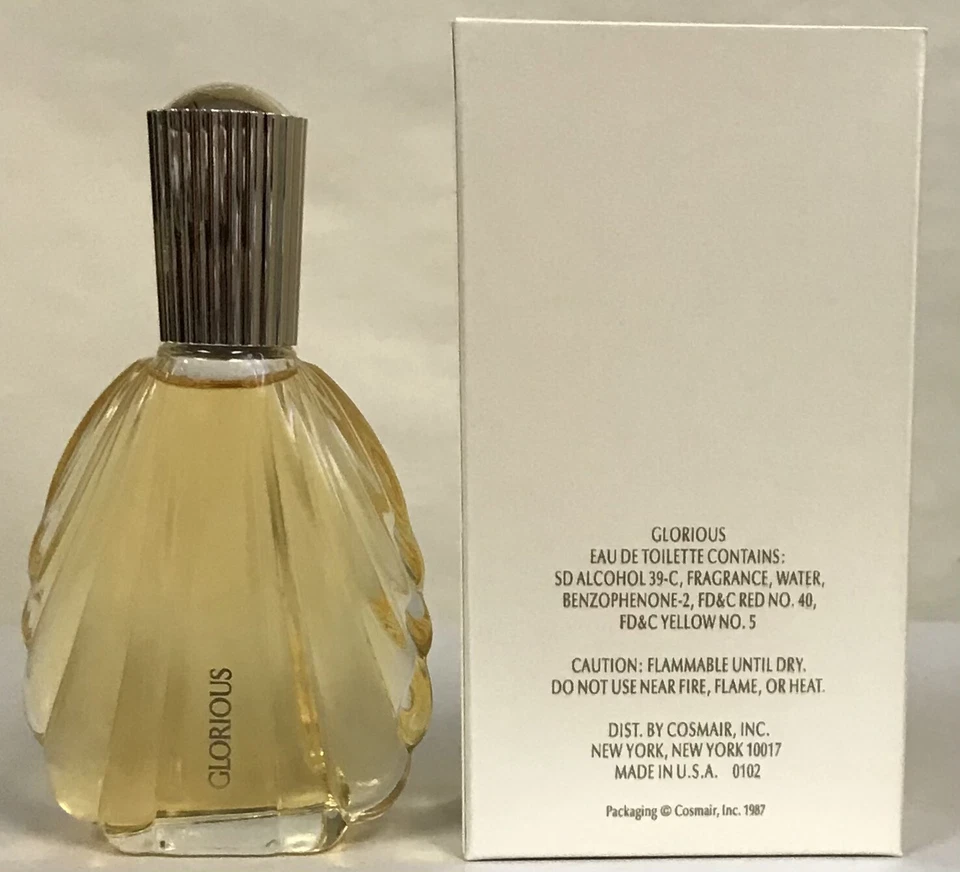 GLORIOUS
GLORIOUS
EAU DE TOILETTE CONTAINS:
SD ALCOHOL 39-C, FRAGRANCE, WATER,
BENZOPHENONE-2, FD&C RED NO. 40,
FD&C YELLOW NO. 5
CAUTION: FLAMMABLE UNTIL DRY.
DO NOT USE NEAR FIRE, FLAME, OR HEAT.
DIST. BY COSMAIR, INC.
NEW YORK, NEW YORK 10017
MADE IN U.S.A. 0102
Packaging © Cosmair, Inc. 1987